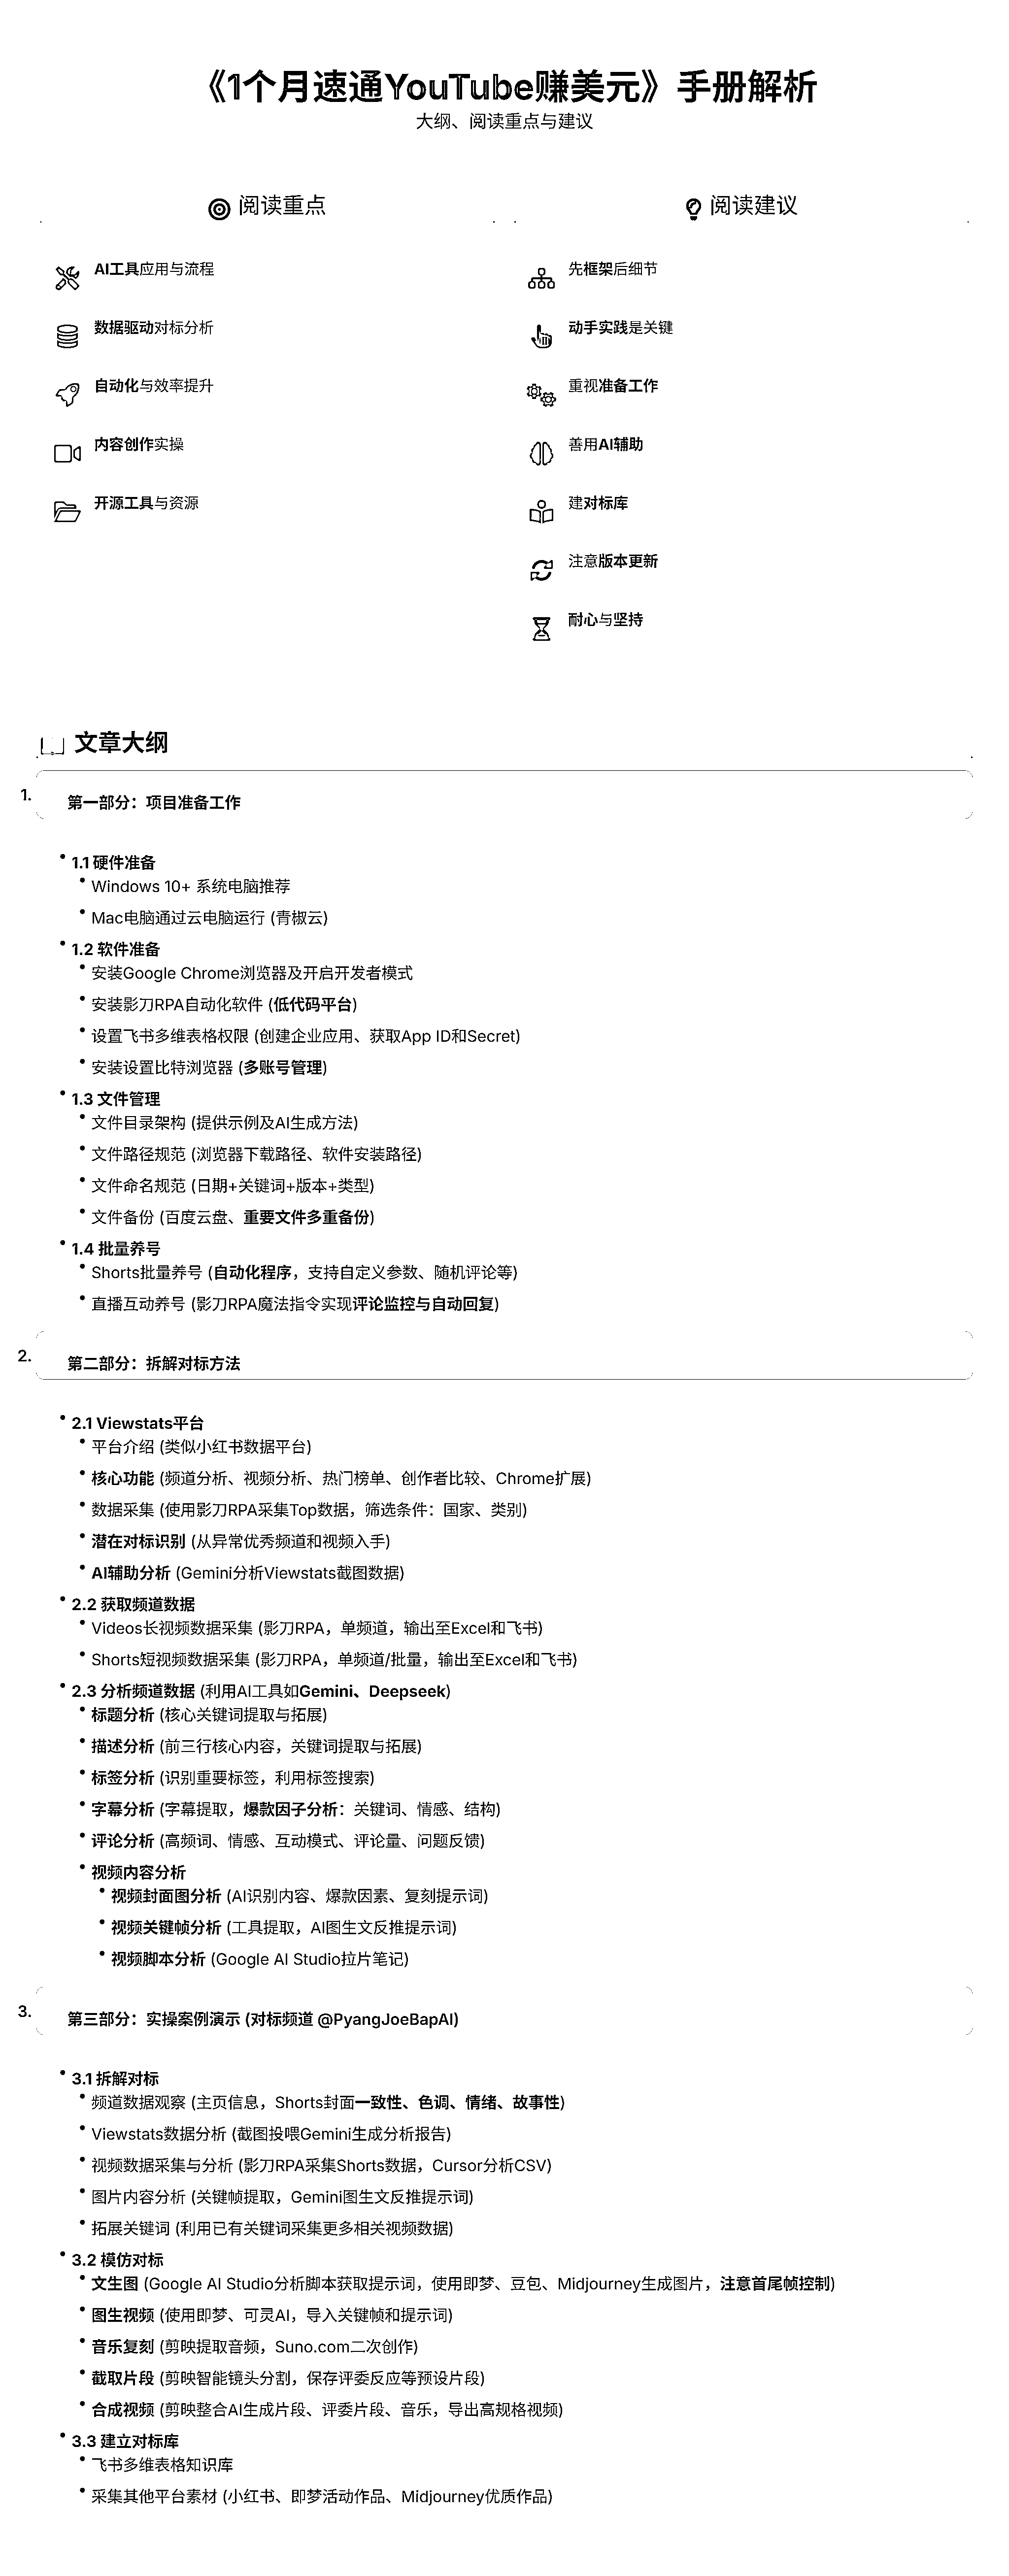 《1个月速通YouTube赚美元》手册解析
大纲、阅读重点与建议
阅读重点
AI工具应用与流程
数据驱动对标分析
自动化与效率提升
内容创作实操
开源工具与资源
阅读建议
先框架后细节
动手实践是关键
重视准备工作
善用AI辅助
建对标库
注意版本更新
耐心与坚持
文章大纲
1. 第一部分：项目准备工作
• 1.1 硬件准备
• Windows 10+ 系统电脑推荐
• Mac电脑通过云电脑运行 (青椒云)
• 1.2 软件准备
• 安装Google Chrome浏览器及开启开发者模式
• 安装影刀RPA自动化软件 (低代码平台)
• 设置飞书多维表格权限 (创建企业应用、获取App ID和Secret)
• 安装设置比特浏览器 (多账号管理)
• 1.3 文件管理
• 文件目录架构 (提供示例及AI生成方法)
• 文件路径规范 (浏览器下载路径、软件安装路径)
• 文件命名规范 (日期+关键词+版本+类型)
• 文件备份 (百度云盘、重要文件多重备份)
• 1.4 批量养号
• Shorts批量养号 (自动化程序，支持自定义参数、随机评论等)
• 直播互动养号 (影刀RPA魔法指令实现评论监控与自动回复)
2. 第二部分：拆解对标方法
• 2.1 Viewstats平台
• 平台介绍 (类似小红书数据平台)
• 核心功能 (频道分析、视频分析、热门榜单、创作者比较、Chrome扩展)
• 数据采集 (使用影刀RPA采集Top数据，筛选条件：国家、类别)
• 潜在对标识别 (从异常优秀频道和视频入手)
• AI辅助分析 (Gemini分析Viewstats截图数据)
• 2.2 获取频道数据
• Videos长视频数据采集 (影刀RPA，单频道，输出至Excel和飞书)
• Shorts短视频数据采集 (影刀RPA，单频道/批量，输出至Excel和飞书)
• 2.3 分析频道数据 (利用AI工具如Gemini、Deepseek)
• 标题分析 (核心关键词提取与拓展)
• 描述分析 (前三行核心内容，关键词提取与拓展)
• 标签分析 (识别重要标签，利用标签搜索)
• 字幕分析 (字幕提取，爆款因子分析：关键词、情感、结构)
• 评论分析 (高频词、情感、互动模式、评论量、问题反馈)
• 视频内容分析
• 视频封面图分析 (AI识别内容、爆款因素、复刻提示词)
• 视频关键帧分析 (工具提取，AI图生文反推提示词)
• 视频脚本分析 (Google AI Studio拉片笔记)
3. 第三部分：实操案例演示 (对标频道 @PyangJoeBapAI)
• 3.1 拆解对标
• 频道数据观察 (主页信息，Shorts封面一致性、色调、情绪、故事性)
• Viewstats数据分析 (截图投喂Gemini生成分析报告)
• 视频数据采集与分析 (影刀RPA采集Shorts数据，Cursor分析CSV)
• 图片内容分析 (关键帧提取，Gemini图生文反推提示词)
• 拓展关键词 (利用已有关键词采集更多相关视频数据)
• 3.2 模仿对标
• 文生图 (Google AI Studio分析脚本获取提示词，使用即梦、豆包、Midjourney生成图片，注意首尾帧控制)
• 图生视频 (使用即梦、可灵AI，导入关键帧和提示词)
• 音乐复刻 (剪映提取音频，Suno.com二次创作)
• 截取片段 (剪映智能镜头分割，保存评委反应等预设片段)
• 合成视频 (剪映整合AI生成片段、评委片段、音乐，导出高规格视频)
• 3.3 建立对标库
• 飞书多维表格知识库
• 采集其他平台素材 (小红书、即梦活动作品、Midjourney优质作品)